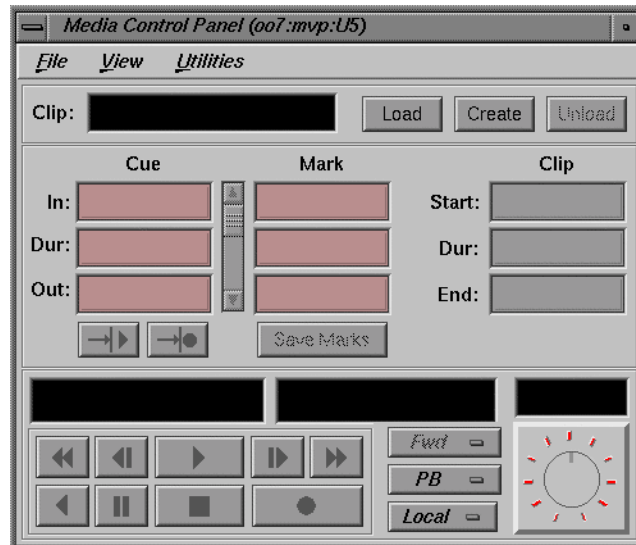 Media Control Panel (oo7:mvp:U5)
File View Utilities
Clip: Load Create Unload
Cue Mark Clip
In: Start:
Dur: Dur:
Out: End:
Save Marks
Fwd
PB
Local